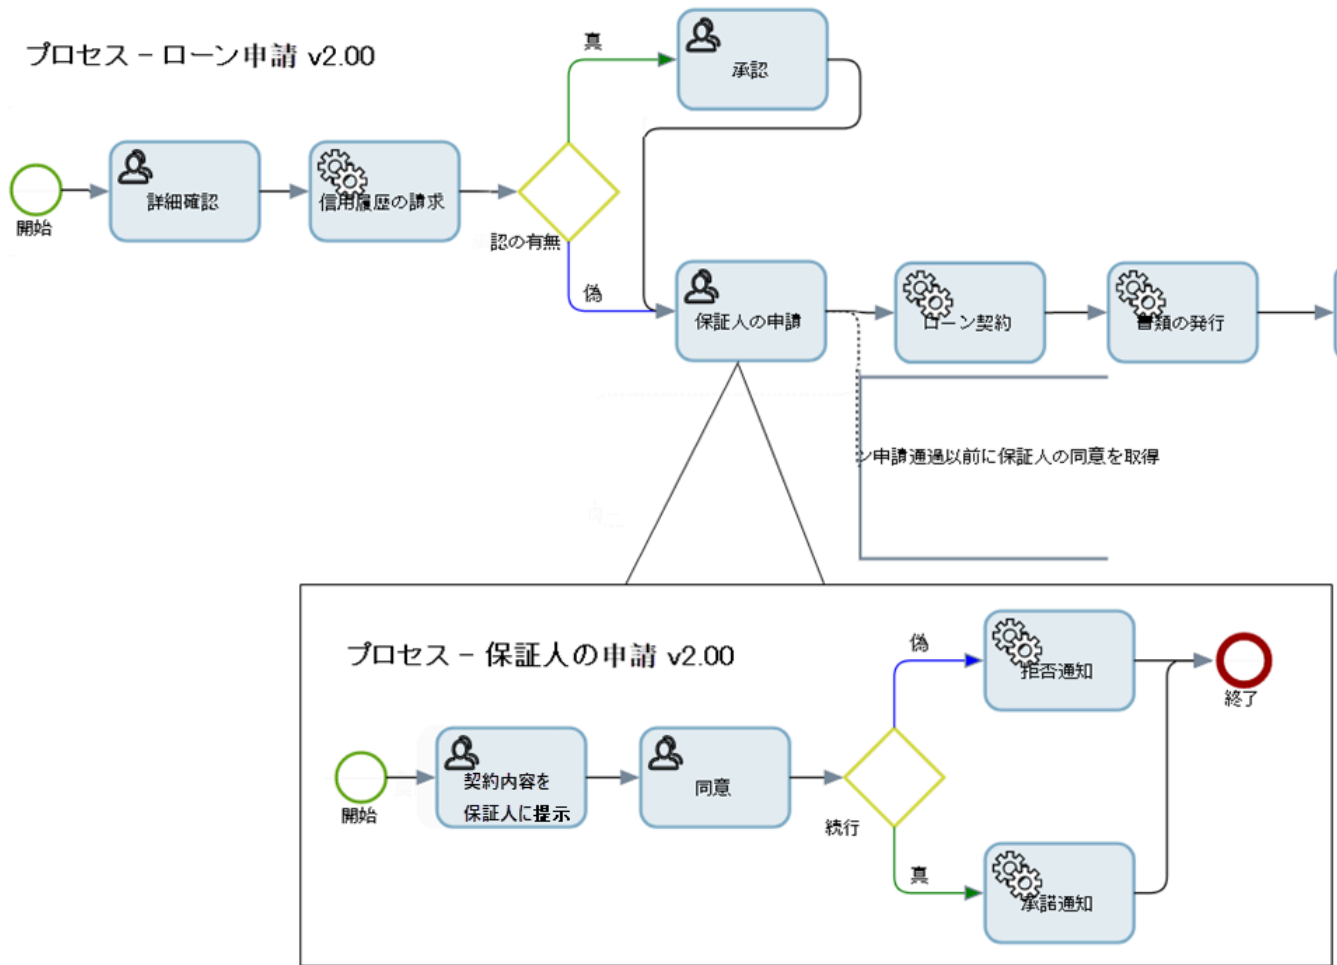 プロセス – ローン申請 v2.00
真
承認
開始
詳細確認
信用履歴の請求
認の有無
偽
保証人の申請
ローン契約
書類の発行
ン申請通過以前に保証人の同意を取得
プロセス – 保証人の申請 v2.00
開始
契約内容を
保証人に提示
同意
続行
偽
拒否通知
終了
真
承諾通知